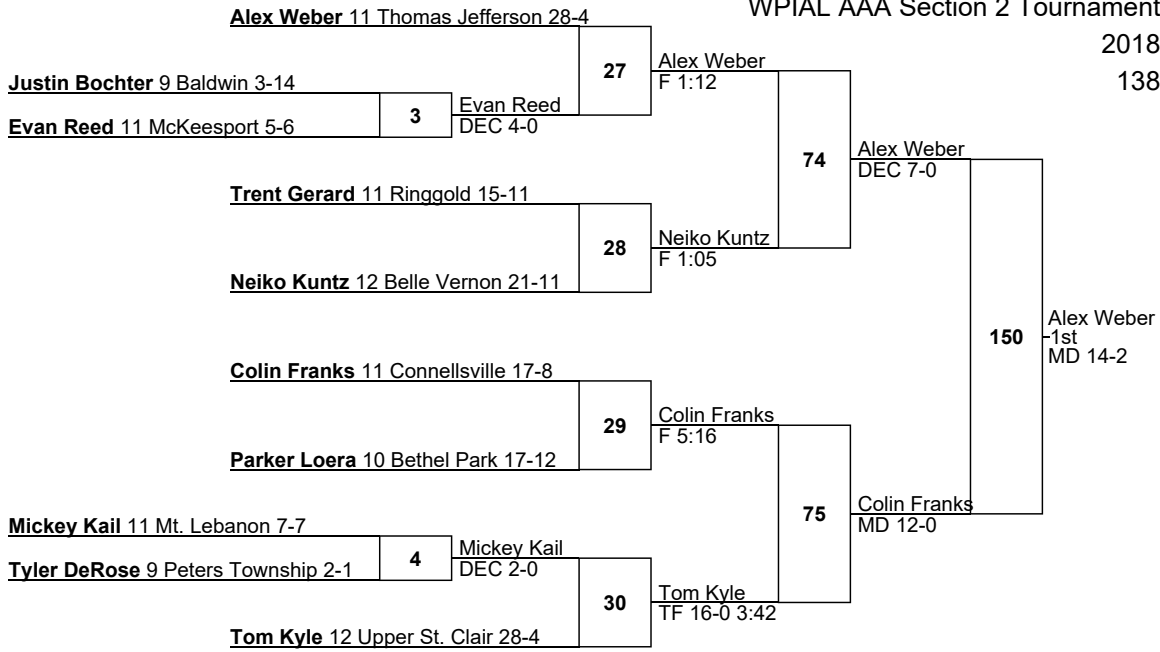 WPIAL AAA Section 2 Tournament
2018
138
Alex Weber 11 Thomas Jefferson 28-4
27
Alex Weber
F 1:12
Justin Bochter 9 Baldwin 3-14
3
Evan Reed
DEC 4-0
Evan Reed 11 McKeesport 5-6
74
Alex Weber
DEC 7-0
Trent Gerard 11 Ringgold 15-11
28
Neiko Kuntz
F 1:05
Neiko Kuntz 12 Belle Vernon 21-11
150
Alex Weber
1st
MD 14-2
Colin Franks 11 Connellsville 17-8
29
Colin Franks
F 5:16
Parker Loera 10 Bethel Park 17-12
75
Colin Franks
MD 12-0
Mickey Kail 11 Mt. Lebanon 7-7
4
Mickey Kail
DEC 2-0
Tyler DeRose 9 Peters Township 2-1
30
Tom Kyle
TF 16-0 3:42
Tom Kyle 12 Upper St. Clair 28-4